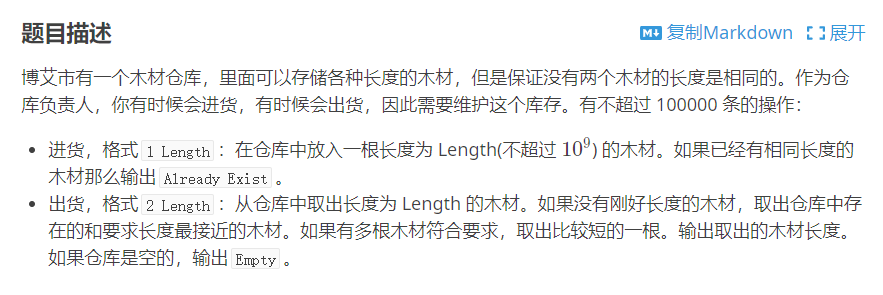 题目描述
复制Markdown 展开
博艾市有一个木材仓库，里面可以存储各种长度的木材，但是保证没有两个木材的长度是相同的。作为仓
库负责人，你有时候会进货，有时候会出货，因此需要维护这个库存。有不超过 100000 条的操作：
• 进货，格式 1 Length ：在仓库中放入一根长度为 Length(不超过 10⁹) 的木材。如果已经有相同长度的
木材那么输出 Already Exist 。
• 出货，格式 2 Length ：从仓库中取出长度为 Length 的木材。如果没有刚好长度的木材，取出仓库中存
在的和要求长度最接近的木材。如果有多根木材符合要求，取出比较短的一根。输出取出的木材长度。
如果仓库是空的，输出 Empty 。